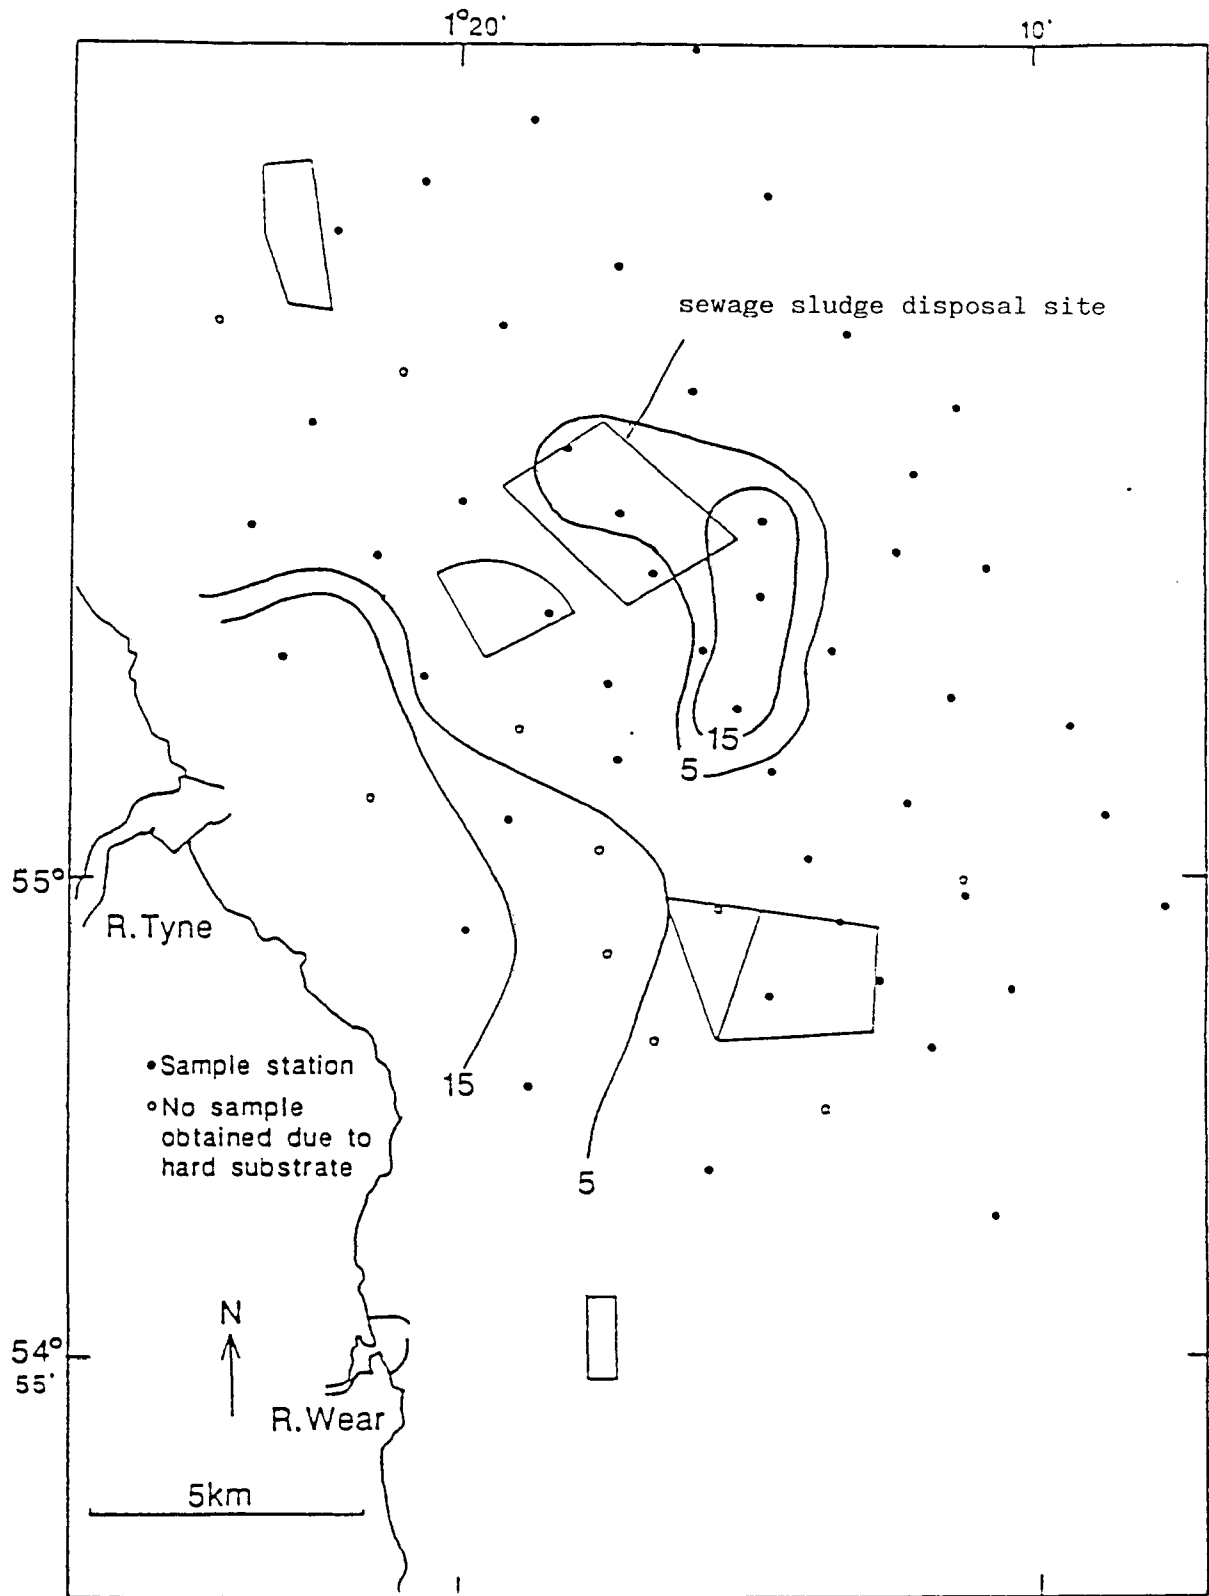 1°20'
10'
sewage sludge disposal site
15
5
55°
R.Tyne
•Sample station
15
°No sample
obtained due to
hard substrate
5
N
54°
55'
R.Wear
5km